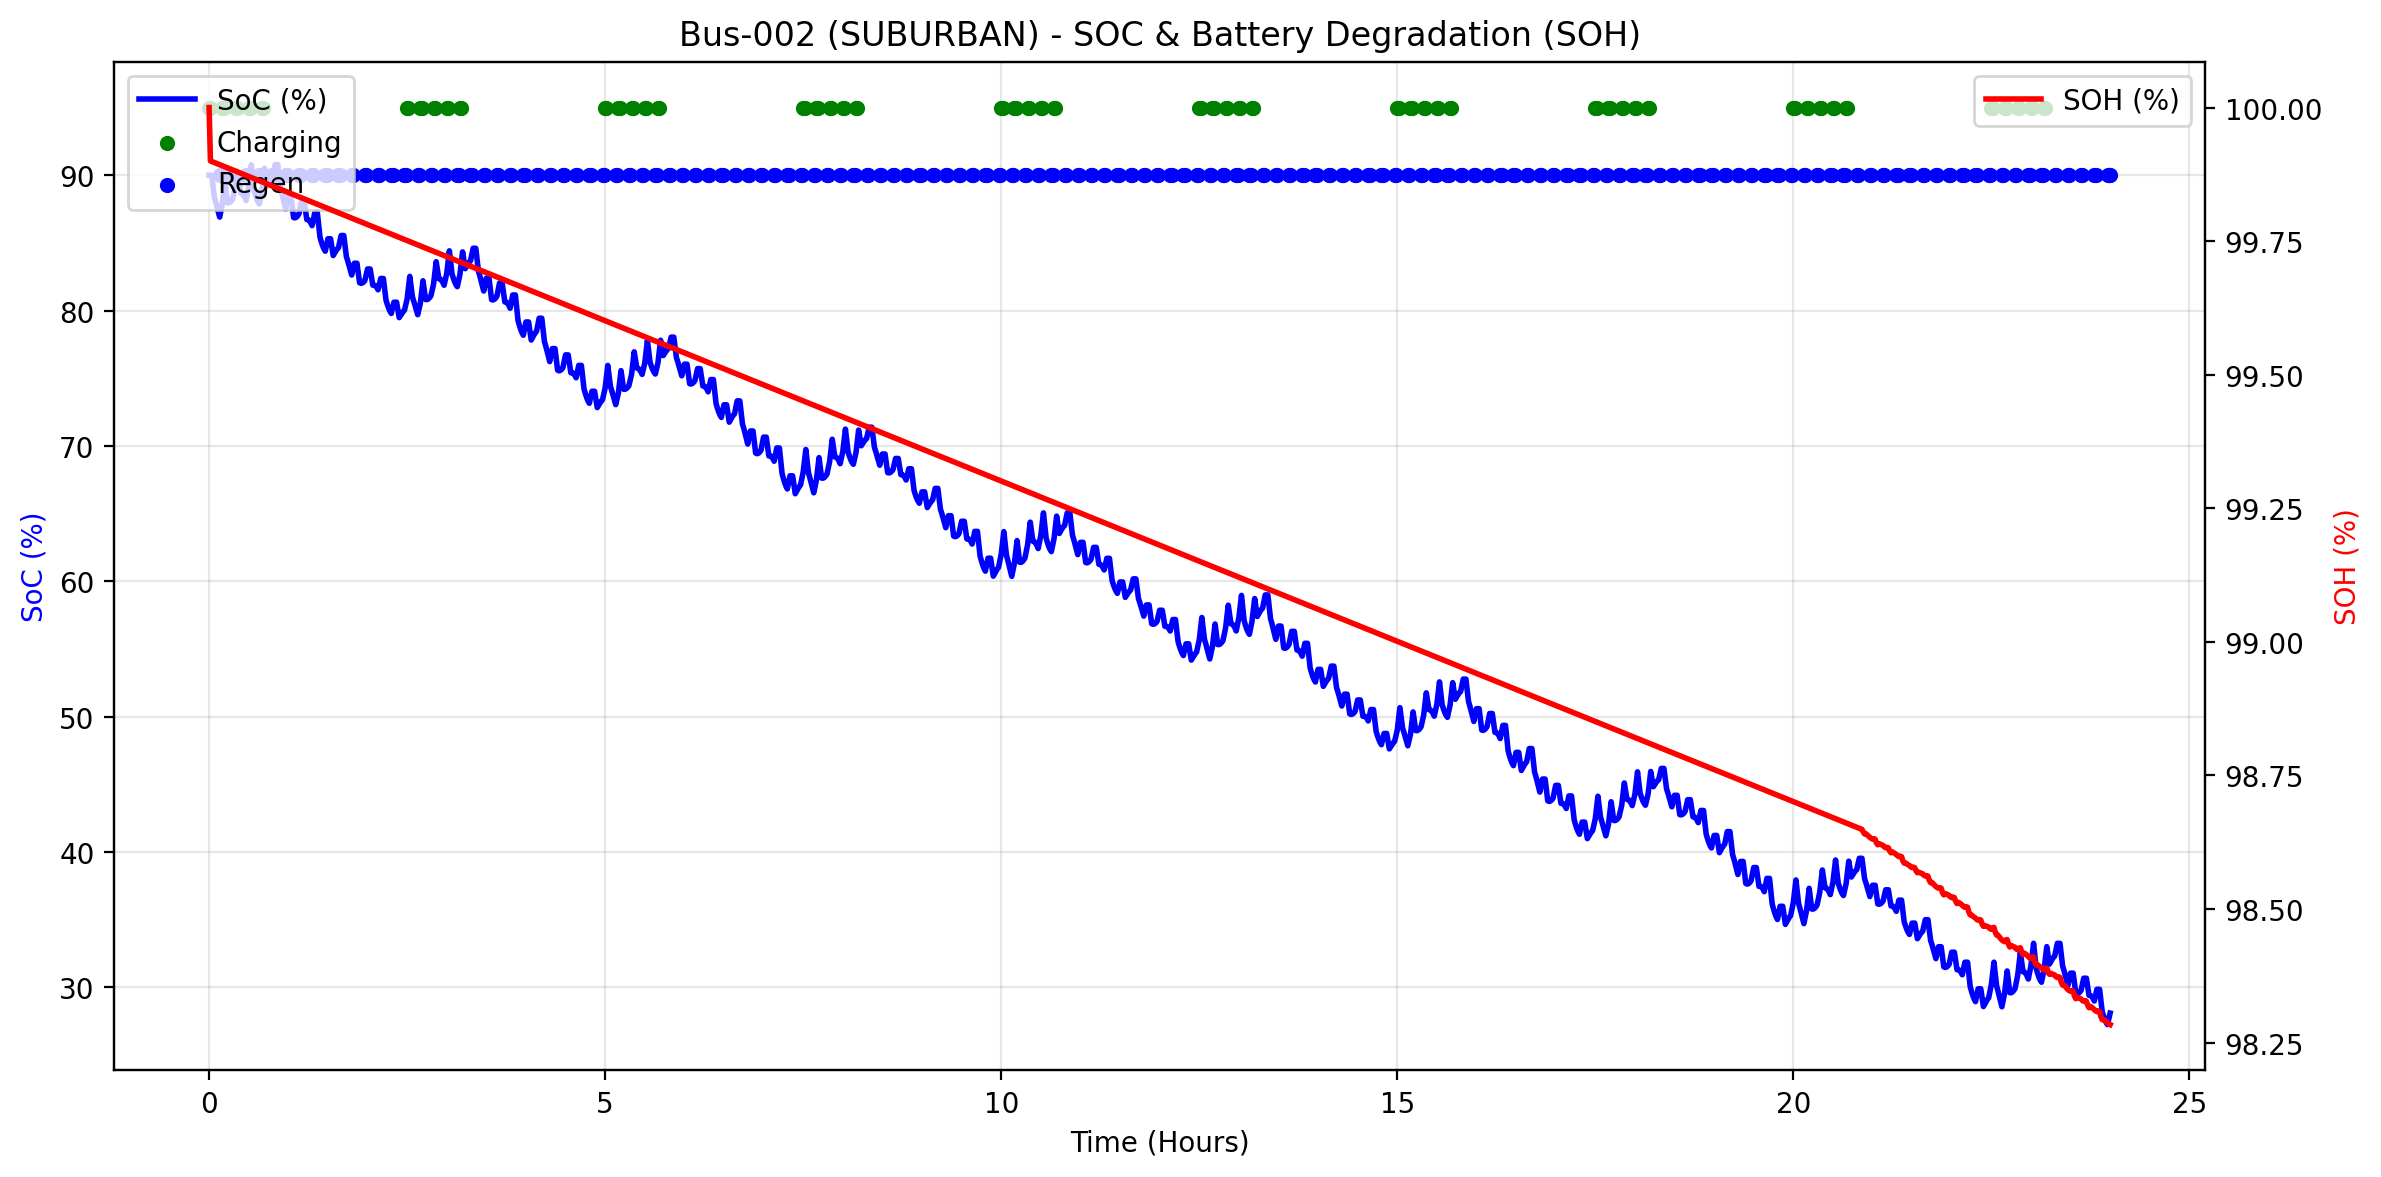 Bus-002 (SUBURBAN) - SOC & Battery Degradation (SOH)
SoC (%)
Charging
Regen
SOH (%)
90
80
70
60
50
40
30
SoC (%)
100.00
99.75
99.50
99.25
99.00
98.75
98.50
98.25
SOH (%)
0 5 10 15 20 25
Time (Hours)